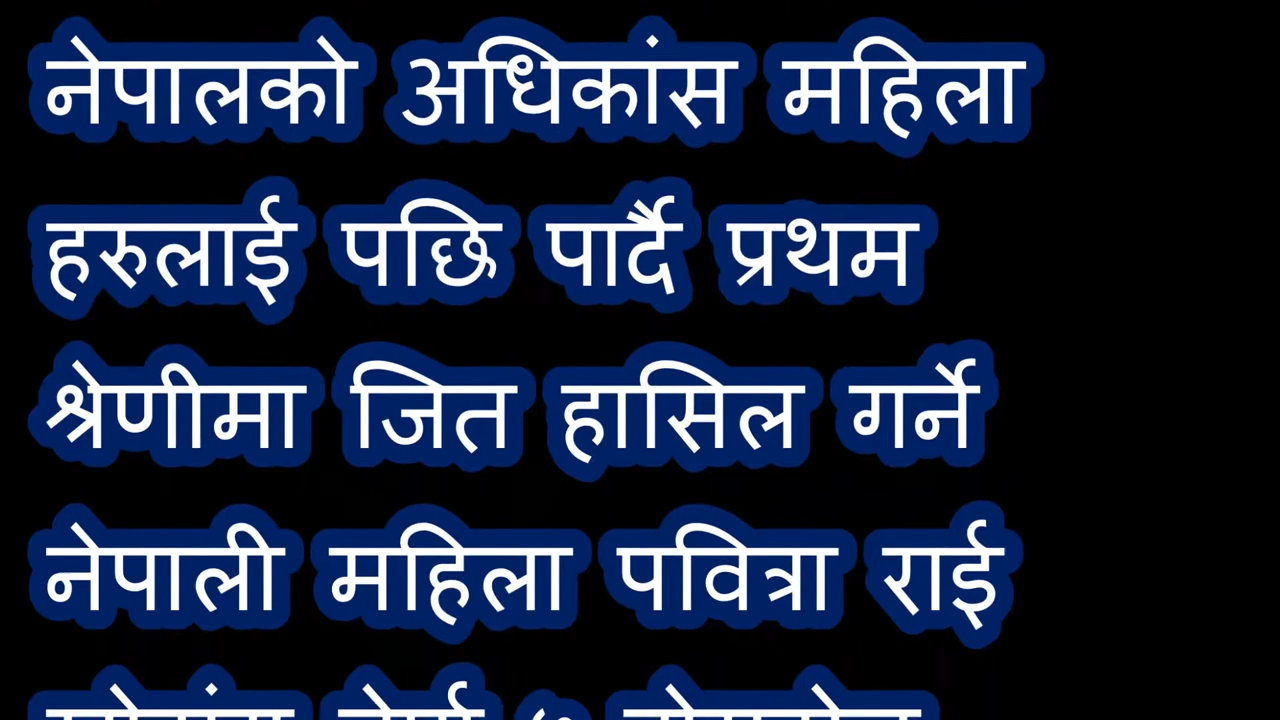 नेपालको अधिकांस महिला
हरुलाई पछि पार्दै प्रथम
श्रेणीमा जित हासिल गर्ने
नेपाली महिला पवित्रा राई